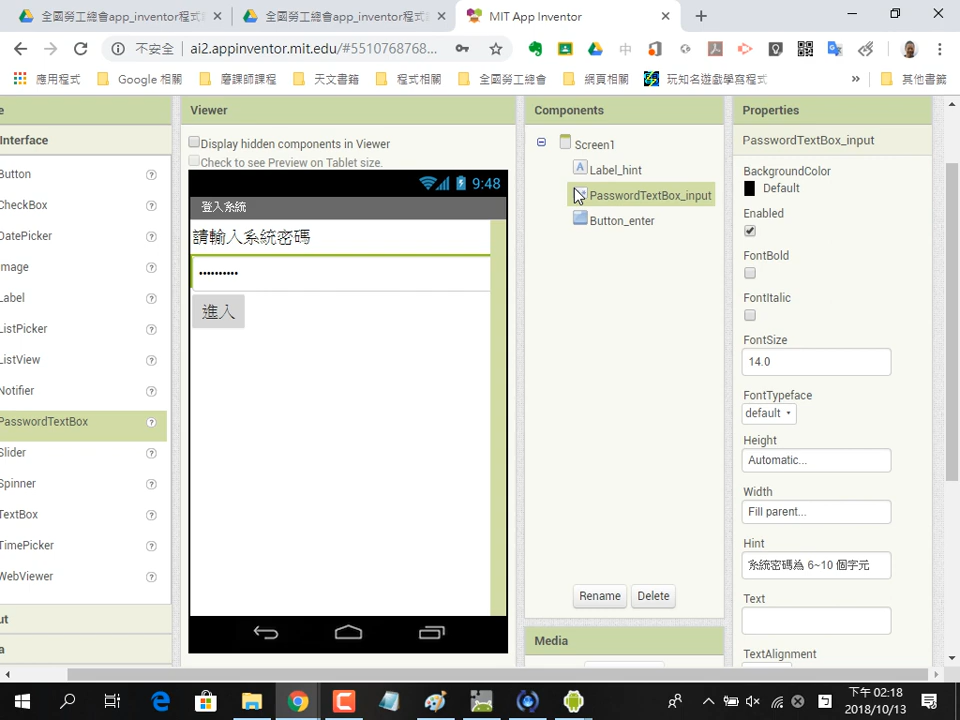 全國勞工總會app_inventor程式
全國勞工總會app_inventor程式
MIT App Inventor
不安全
ai2.appinventor.mit.edu/#5510768768...
應用程式
Google 相關
磨課師課程
天文書籍
程式相關
全國勞工總會
網頁相關
玩知名遊戲學寫程式
»
其他書籤
e
Viewer
Components
Properties
Interface
Button
CheckBox
DatePicker
Image
Label
ListPicker
ListView
Notifier
PasswordTextBox
Slider
Spinner
TextBox
TimePicker
WebViewer
ut
a
Display hidden components in Viewer
Check to see Preview on Tablet size.
9:48
登入系統
請輸入系統密碼
••••••••••
進入
Screen1
Label_hint
PasswordTextBox_input
Button_enter
Rename
Delete
Media
PasswordTextBox_input
BackgroundColor
Default
Enabled
FontBold
FontItalic
FontSize
14.0
FontTypeface
default
Height
Automatic...
Width
Fill parent...
Hint
系統密碼為 6~10 個字元
Text
TextAlignment
下午 02:18
2018/10/13